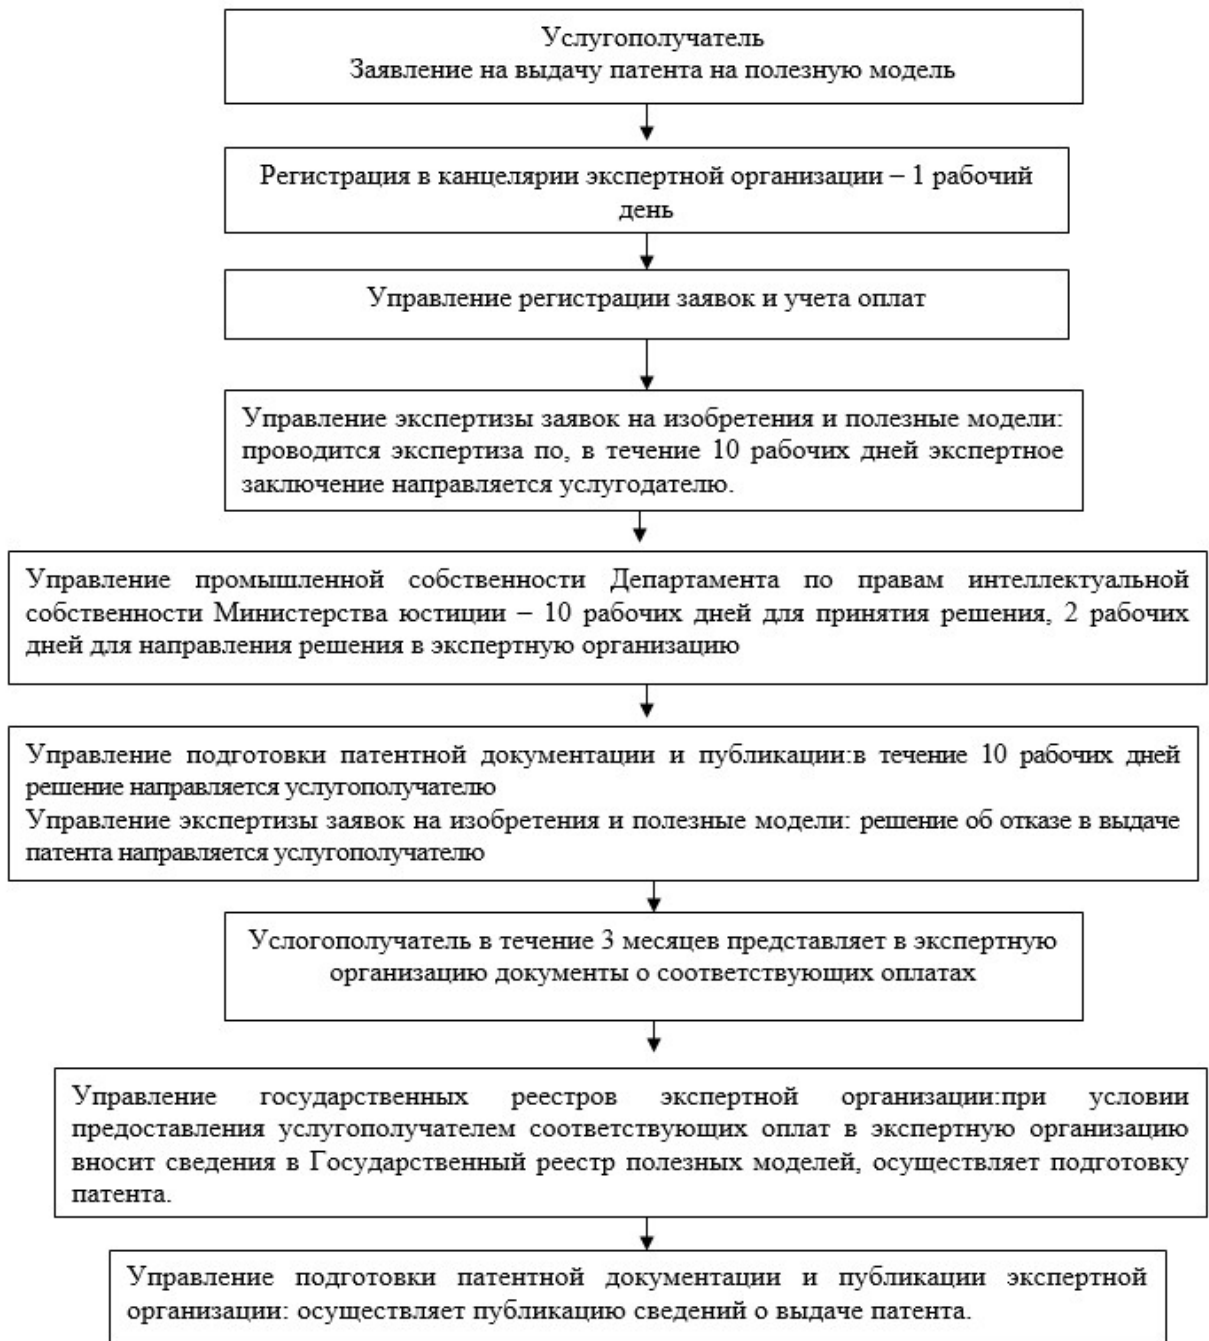 Услугополучатель
Заявление на выдачу патента на полезную модель
Регистрация в канцелярии экспертной организации – 1 рабочий
день
Управление регистрации заявок и учета оплат
Управление экспертизы заявок на изобретения и полезные модели:
проводится экспертиза по, в течение 10 рабочих дней экспертное
заключение направляется услугодателю.
Управление промышленной собственности Департамента по правам интеллектуальной
собственности Министерства юстиции – 10 рабочих дней для принятия решения, 2 рабочих
дней для направления решения в экспертную организацию
Управление подготовки патентной документации и публикации:в течение 10 рабочих дней
решение направляется услугополучателю
Управление экспертизы заявок на изобретения и полезные модели: решение об отказе в выдаче
патента направляется услугополучателю
Услогополучатель в течение 3 месяцев представляет в экспертную
организацию документы о соответствующих оплатах
Управление государственных реестров экспертной организации:при условии
предоставления услугополучателем соответствующих оплат в экспертную организацию
вносит сведения в Государственный реестр полезных моделей, осуществляет подготовку
патента.
Управление подготовки патентной документации и публикации экспертной
организации: осуществляет публикацию сведений о выдаче патента.